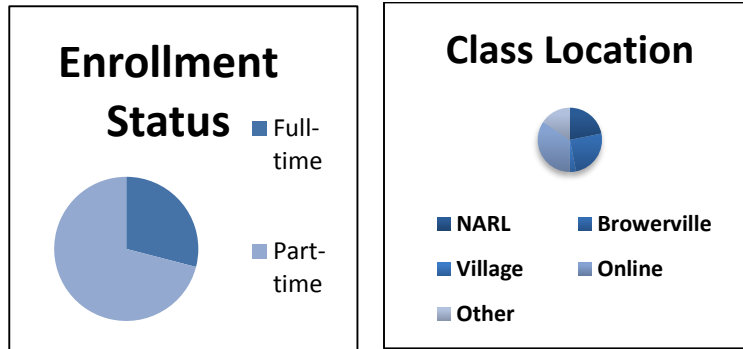 Enrollment
Status
Full-
time
Part-
time
Class Location
NARL
Browerville
Village
Online
Other